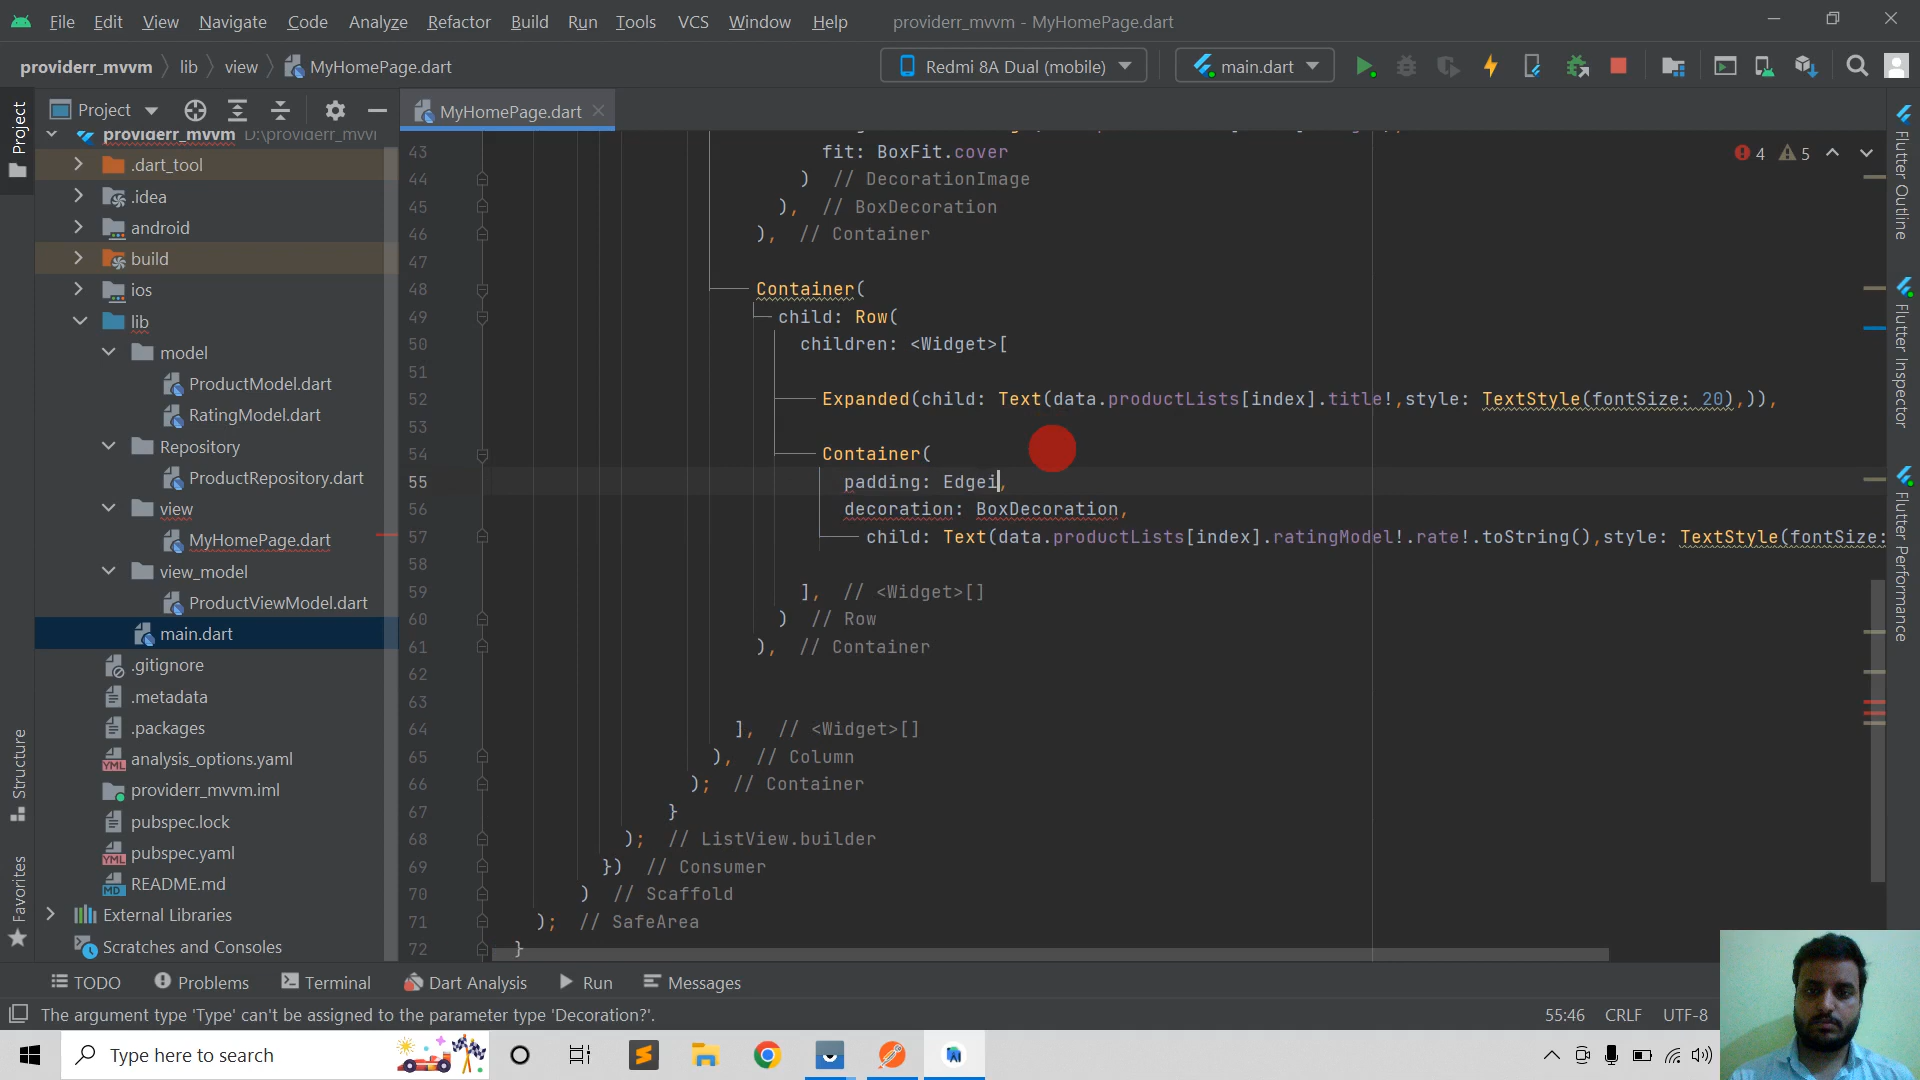 File Edit View Navigate Code Analyze Refactor Build Run Tools VCS Window Help providerr_mvvm - MyHomePage.dart
providerr_mvvm lib view MyHomePage.dart Redmi 8A Dual (mobile) main.dart
Project MyHomePage.dart
Project
providerr_mvvm D:\providerr_mvvi
.dart_tool
.idea
android
build
ios
lib
model
ProductModel.dart
RatingModel.dart
Repository
ProductRepository.dart
view
MyHomePage.dart
view_model
ProductViewModel.dart
main.dart
.gitignore
.metadata
.packages
analysis_options.yaml
providerr_mvvm.iml
pubspec.lock
pubspec.yaml
README.md
External Libraries
Scratches and Consoles
Structure
Favorites
4 5
43 fit: BoxFit.cover
44 ) // DecorationImage
45 ), // BoxDecoration
46 ), // Container
47
48 Container(
49 child: Row(
50 children: <Widget>[
51
52 Expanded(child: Text(data.productLists[index].title!,style: TextStyle(fontSize: 20),)),
53
54 Container(
55 padding: Edgei,
56 decoration: BoxDecoration,
57 child: Text(data.productLists[index].ratingModel!.rate!.toString(),style: TextStyle(fontSize:
58
59 ], // <Widget>[]
60 ) // Row
61 ), // Container
62
63
64 ], // <Widget>[]
65 ), // Column
66 ); // Container
67 }
68 ); // ListView.builder
69 }) // Consumer
70 ) // Scaffold
71 ); // SafeArea
72 }
Flutter Outline
Flutter Inspector
Flutter Performance
TODO Problems Terminal Dart Analysis Run Messages
The argument type 'Type' can't be assigned to the parameter type 'Decoration?'. 55:46 CRLF UTF-8
Type here to search